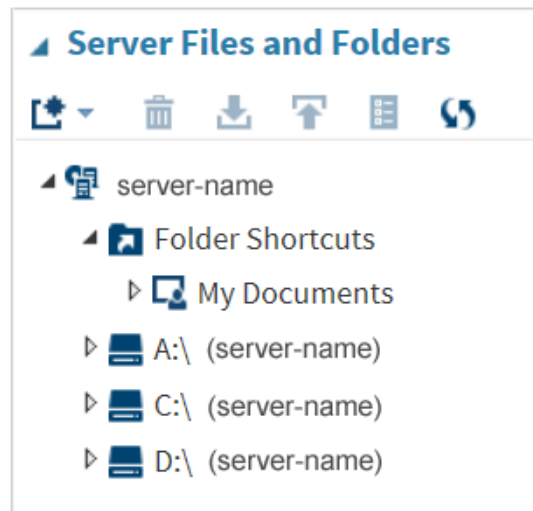 Server Files and Folders
server-name
Folder Shortcuts
My Documents
A:\ (server-name)
C:\ (server-name)
D:\ (server-name)